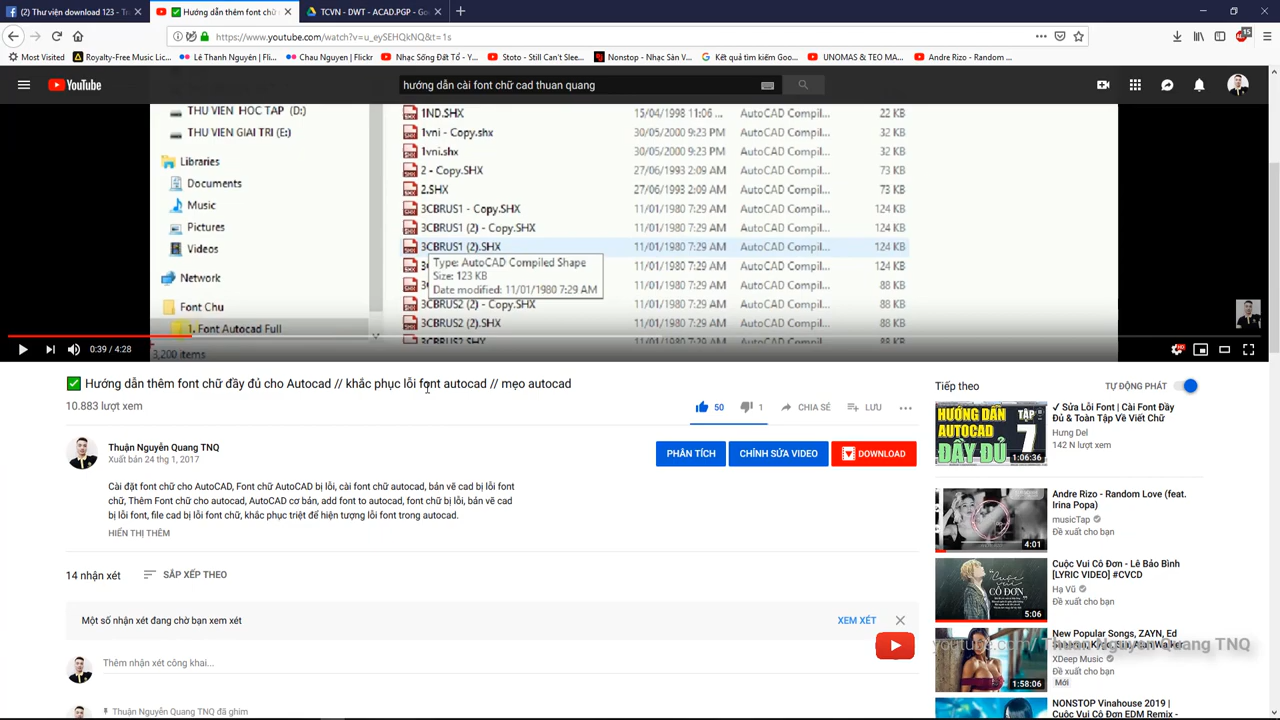 (2) Thư viện download 123 -
Hướng dẫn thêm font chữ
TCVN - DWT - ACAD.PGP - Go
https://www.youtube.com/watch?v=u_eySEHQkNQ&t=1s
15
Most Visited
Royalty-Free Music Lic...
Lê Thanh Nguyên | Fli...
Chau Nguyen | Flickr
Nhạc Sống Đất Tổ - Y...
Stoto - Still Can't Slee...
Nonstop - Nhạc Sàn V...
Kết quả tìm kiếm Goo...
UNOMAS & TEO MA...
Andre Rizo - Random ...
YouTube
hướng dẫn cài font chữ cad thuan quang
THU VIEN HOC TAP (D:)
THU VIEN GIAI TRI (E:)
Libraries
Documents
Music
Pictures
Videos
Network
Font Chu
1. Font Autocad Full
3,200 items
1ND.SHX 15/04/1998 11:06 ... AutoCAD Compil... 22 KB
1vni - Copy.shx 30/05/2000 9:23 PM AutoCAD Compil... 32 KB
1vni.shx 30/05/2000 9:23 PM AutoCAD Compil... 32 KB
2 - Copy.SHX 27/06/1993 2:09 AM AutoCAD Compil... 73 KB
2.SHX 27/06/1993 2:09 AM AutoCAD Compil... 73 KB
3CBRUS1 - Copy.SHX 11/01/1980 7:29 AM AutoCAD Compil... 124 KB
3CBRUS1 (2) - Copy.SHX 11/01/1980 7:29 AM AutoCAD Compil... 124 KB
3CBRUS1 (2).SHX 11/01/1980 7:29 AM AutoCAD Compil... 124 KB
11/01/1980 7:29 AM AutoCAD Compil... 124 KB
11/01/1980 7:29 AM AutoCAD Compil... 88 KB
3CBRUS2 (2) - Copy.SHX 11/01/1980 7:29 AM AutoCAD Compil... 88 KB
3CBRUS2 (2).SHX 11/01/1980 7:29 AM AutoCAD Compil... 88 KB
Type: AutoCAD Compiled Shape
Size: 123 KB
Date modified: 11/01/1980 7:29 AM
0:39 / 4:28
HD
Hướng dẫn thêm font chữ đầy đủ cho Autocad // khắc phục lỗi font autocad // mẹo autocad
10.883 lượt xem
50
1
CHIA SẺ
LƯU
Thuận Nguyễn Quang TNQ
Xuất bản 24 thg 1, 2017
PHÂN TÍCH
CHỈNH SỬA VIDEO
DOWNLOAD
Cài đặt font chữ cho AutoCAD, Font chữ AutoCAD bị lỗi, cài font chữ autocad, bản vẽ cad bị lỗi font
chữ, Thêm Font chữ cho autocad, AutoCAD cơ bản, add font to autocad, font chữ bị lỗi, bản vẽ cad
bị lỗi font, file cad bị lỗi font chữ, khắc phục triệt để hiện tượng lỗi font trong autocad.
HIỂN THỊ THÊM
14 nhận xét
SẮP XẾP THEO
Một số nhận xét đang chờ bạn xem xét
XEM XÉT
Thêm nhận xét công khai...
Thuận Nguyễn Quang TNQ đã ghim
Tiếp theo
TỰ ĐỘNG PHÁT
HƯỚNG DẪN
AUTOCAD
ĐẦY ĐỦ
TẬP
7
1:06:36
✓ Sửa Lỗi Font | Cài Font Đầy
Đủ & Toàn Tập Về Viết Chữ
Hưng Del
142 N lượt xem
4:01
Andre Rizo - Random Love (feat.
Irina Popa)
musicTap
Đề xuất cho bạn
CUỘC VUI
CÔ ĐƠN
5:06
Cuộc Vui Cô Đơn - Lê Bảo Bình
[LYRIC VIDEO] #CVCD
Hạ Vũ
Đề xuất cho bạn
1:58:06
New Popular Songs, ZAYN, Ed
youtube.com/ Thuan Nguyen Quang TNQ
XDeep Music
Đề xuất cho bạn
Mới
NONSTOP Vinahouse 2019 |
Cuộc Vui Cô Đơn EDM Remix -